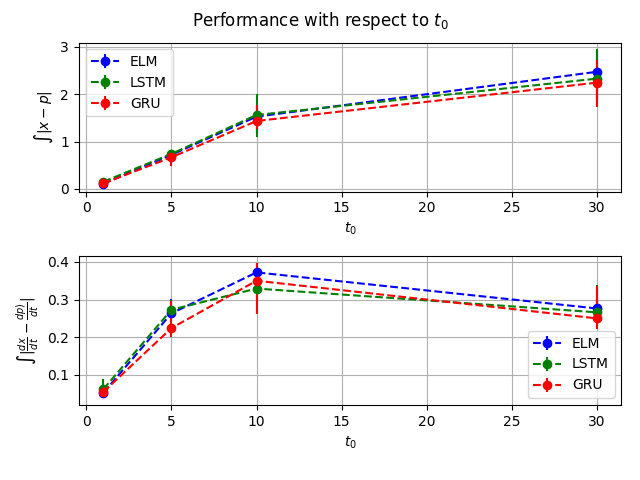 Performance with respect to t₀
∫|x − p|
3
2
1
0
ELM
LSTM
GRU
0 5 10 15 20 25 30
t₀
∫|dx/dt − dp)/dt|
0.4
0.3
0.2
0.1
ELM
LSTM
GRU
0 5 10 15 20 25 30
t₀